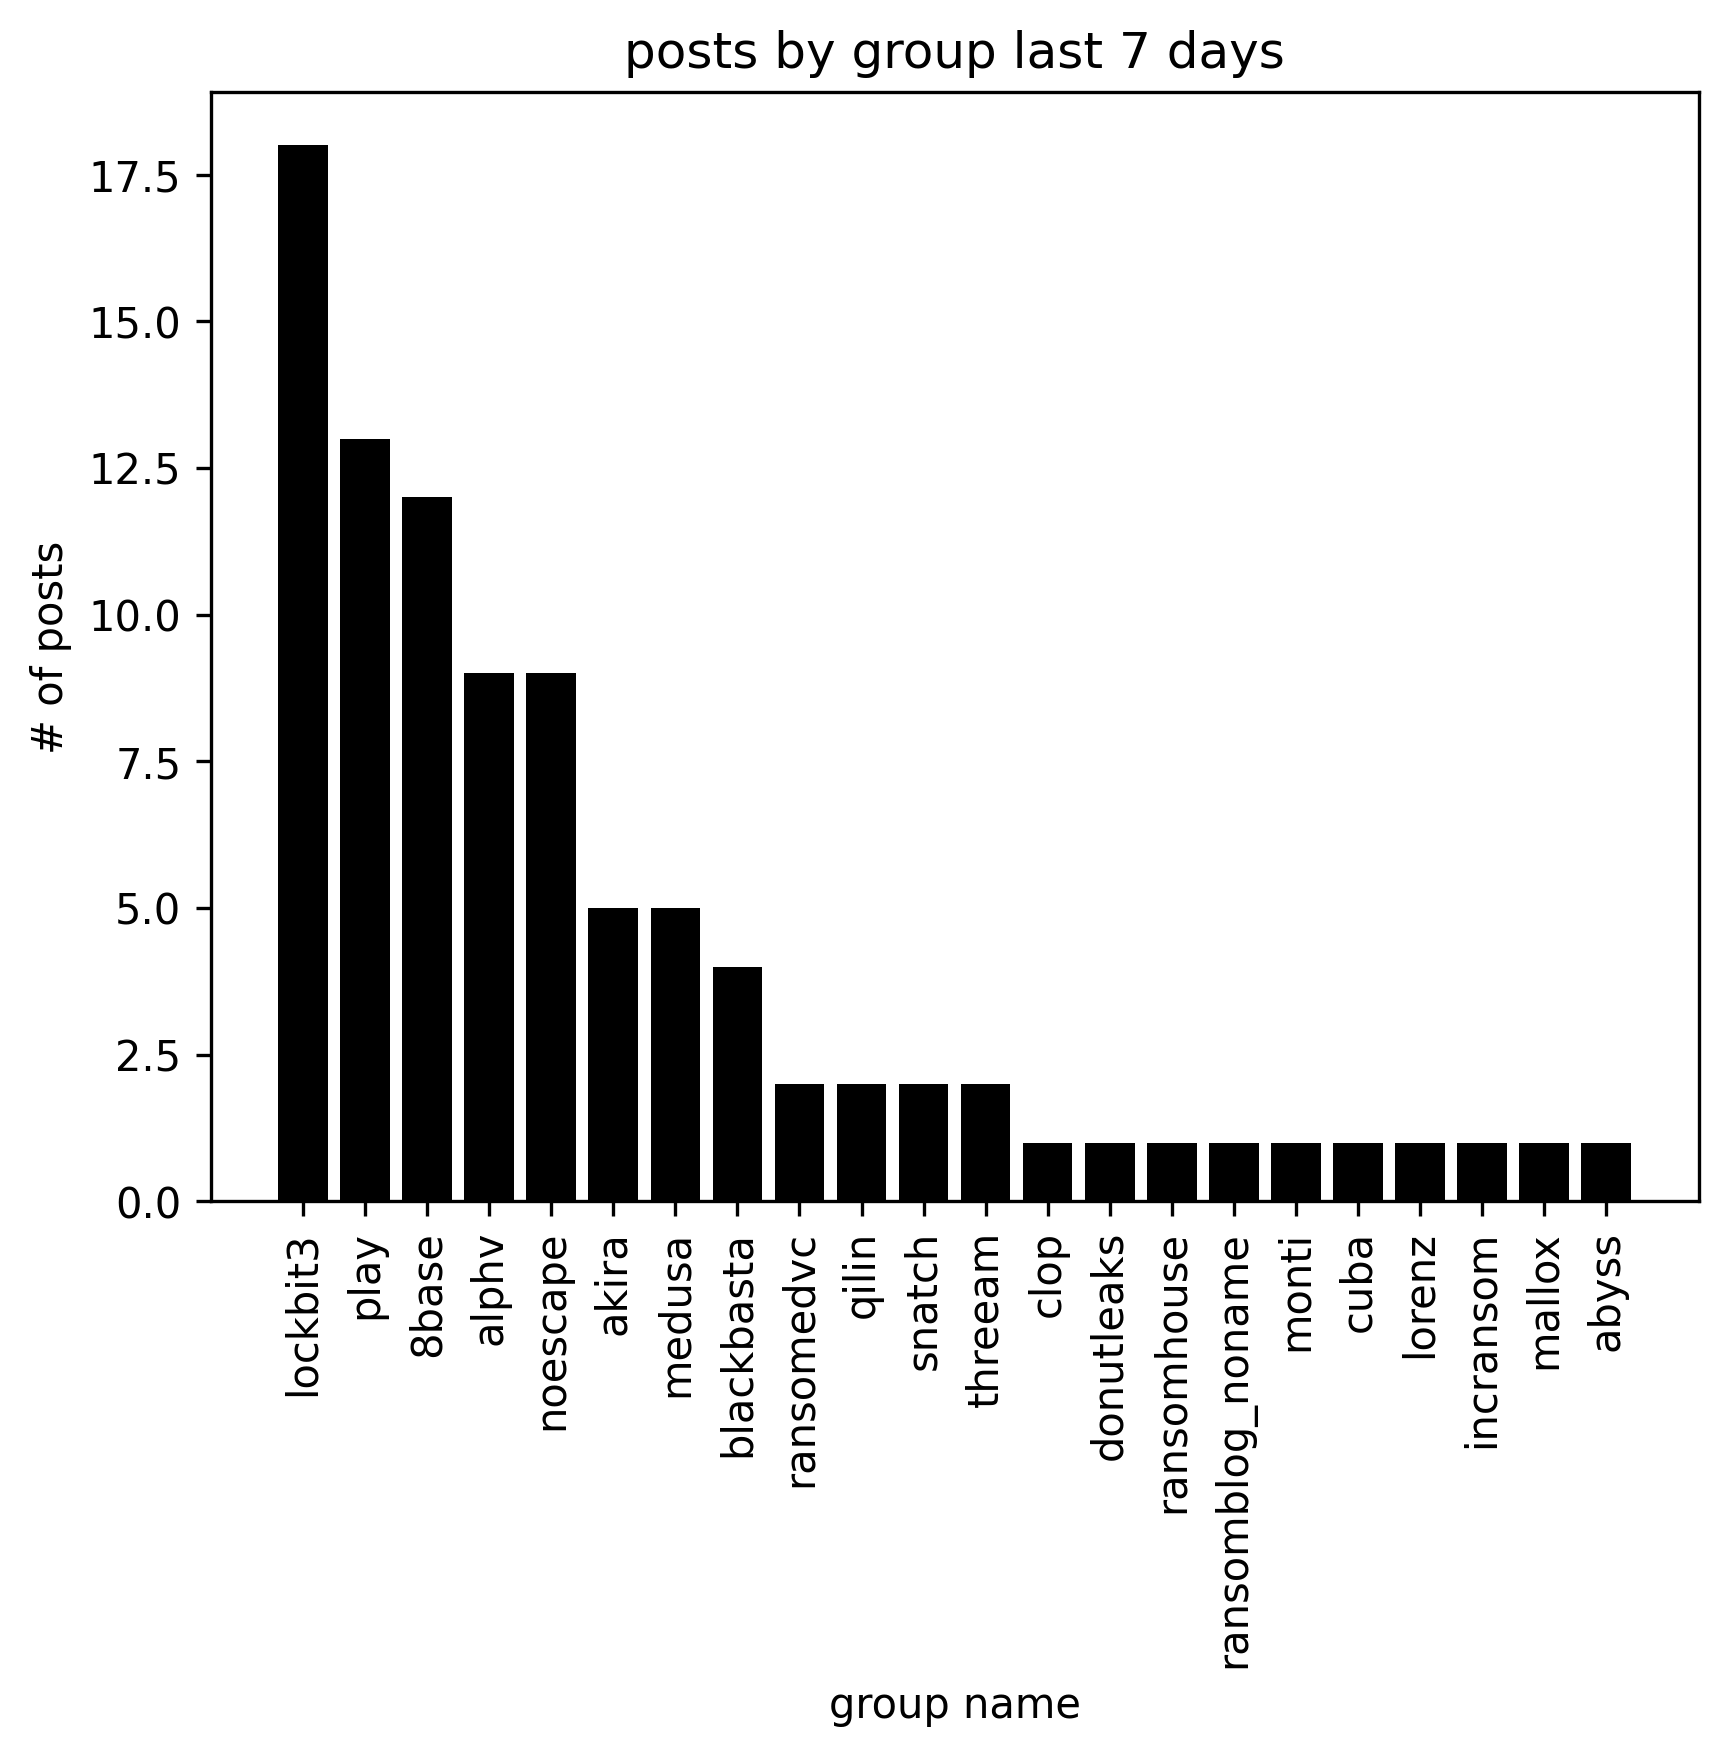 posts by group last 7 days
17.5
15.0
12.5
10.0
7.5
5.0
2.5
0.0
# of posts
lockbit3
play
8base
alphv
noescape
akira
medusa
blackbasta
ransomedvc
qilin
snatch
threeam
clop
donutleaks
ransomhouse
ransomblog_noname
monti
cuba
lorenz
incransom
mallox
abyss
group name